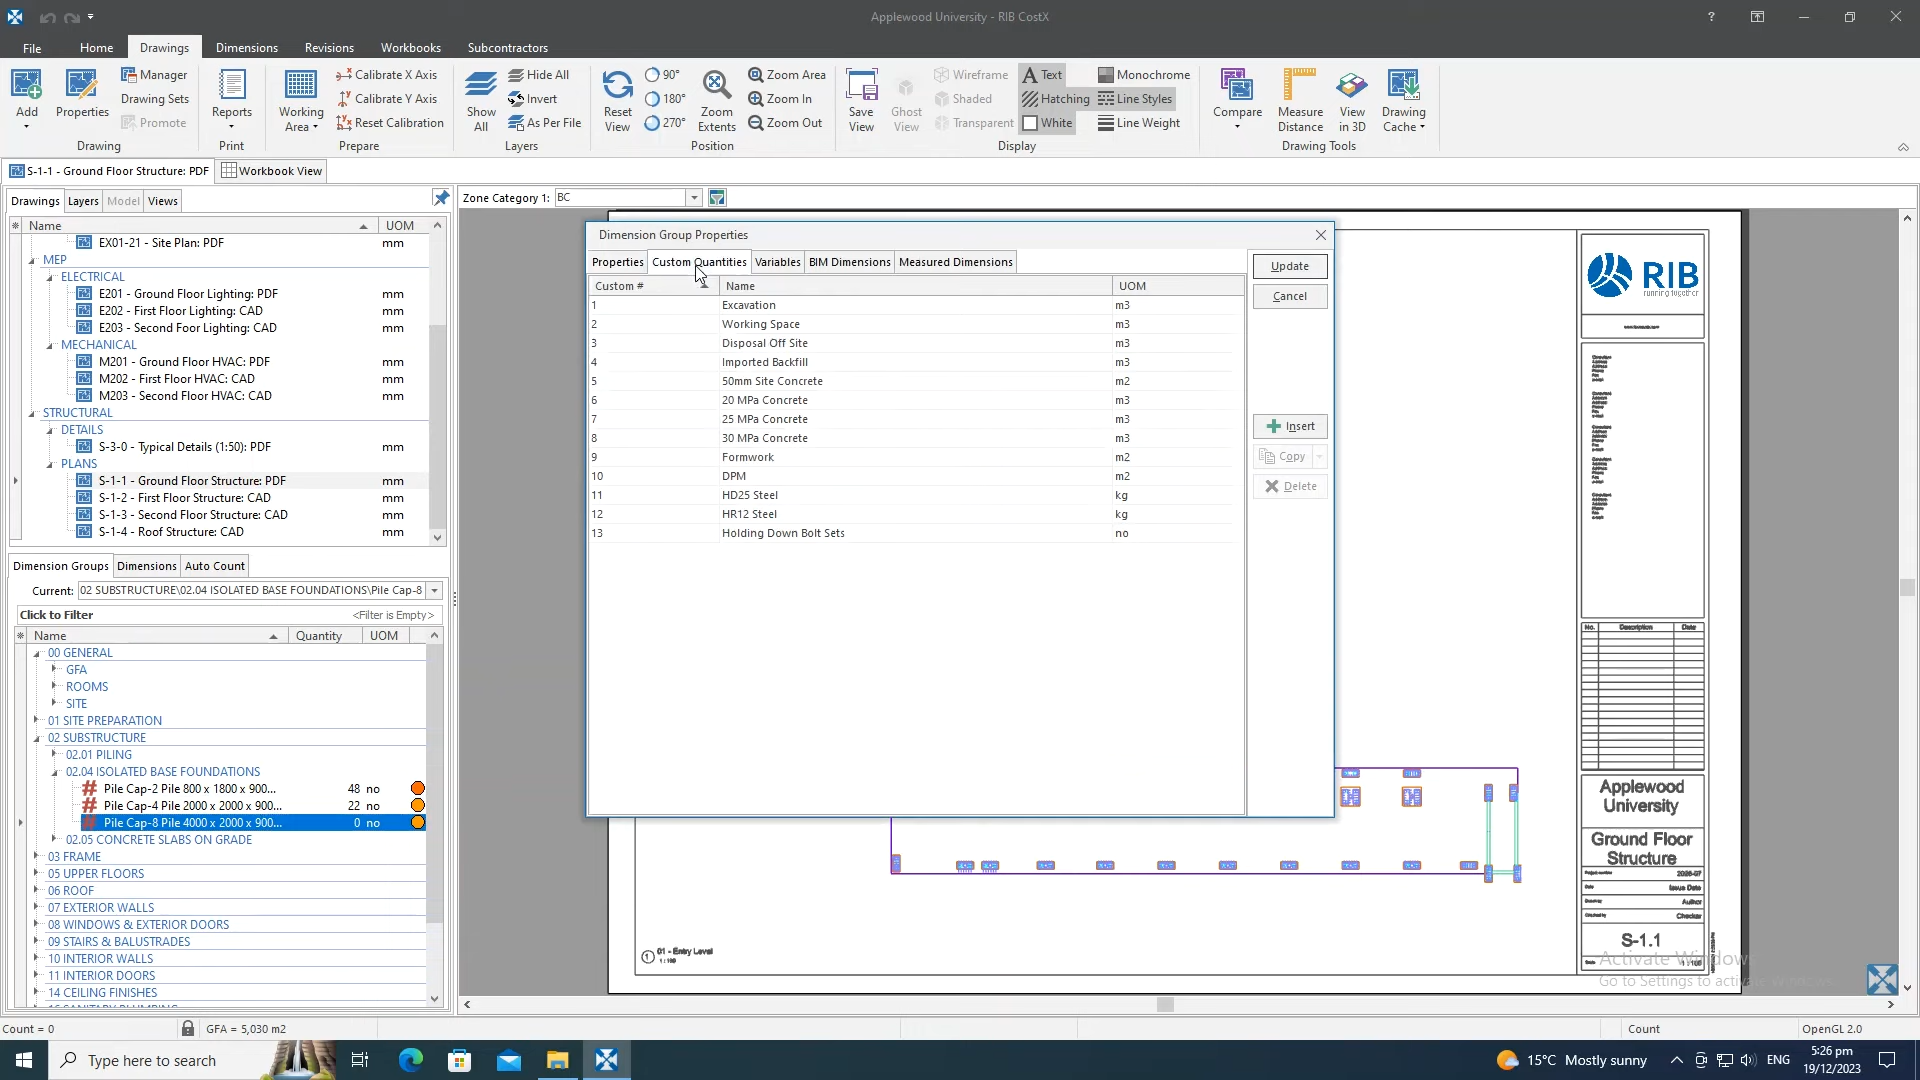 Applewood University - RIB CostX
File Home Drawings Dimensions Revisions Workbooks Subcontractors
Add Properties Manager Drawing Sets Promote
Drawing
Reports
Print
Working Area Calibrate X Axis Calibrate Y Axis Reset Calibration
Prepare
Show All Hide All Invert As Per File
Layers
Reset View 90° 180° 270° Zoom Extents Zoom Area Zoom In Zoom Out
Position
Save View Ghost View Wireframe Shaded Transparent Text Hatching White Monochrome Line Styles Line Weight
Display
Compare Measure Distance View in 3D Drawing Cache
Drawing Tools
S-1-1 - Ground Floor Structure: PDF Workbook View
Drawings Layers Model Views
Zone Category 1: BC
Name UOM
EX01-21 - Site Plan: PDF mm
MEP
ELECTRICAL
E201 - Ground Floor Lighting: PDF mm
E202 - First Floor Lighting: CAD mm
E203 - Second Foor Lighting: CAD mm
MECHANICAL
M201 - Ground Floor HVAC: PDF mm
M202 - First Floor HVAC: CAD mm
M203 - Second Floor HVAC: CAD mm
STRUCTURAL
DETAILS
S-3-0 - Typical Details (1:50): PDF mm
PLANS
S-1-1 - Ground Floor Structure: PDF mm
S-1-2 - First Floor Structure: CAD mm
S-1-3 - Second Floor Structure: CAD mm
S-1-4 - Roof Structure: CAD mm
Dimension Groups Dimensions Auto Count
Current: 02 SUBSTRUCTURE\02.04 ISOLATED BASE FOUNDATIONS\Pile Cap-8
Click to Filter <Filter is Empty>
Name Quantity UOM
00 GENERAL
GFA
ROOMS
SITE
01 SITE PREPARATION
02 SUBSTRUCTURE
02.01 PILING
02.04 ISOLATED BASE FOUNDATIONS
Pile Cap-2 Pile 800 x 1800 x 900... 48 no
Pile Cap-4 Pile 2000 x 2000 x 900... 22 no
Pile Cap-8 Pile 4000 x 2000 x 900... 0 no
02.05 CONCRETE SLABS ON GRADE
03 FRAME
05 UPPER FLOORS
06 ROOF
07 EXTERIOR WALLS
08 WINDOWS & EXTERIOR DOORS
09 STAIRS & BALUSTRADES
10 INTERIOR WALLS
11 INTERIOR DOORS
14 CEILING FINISHES
Dimension Group Properties
Properties Custom Quantities Variables BIM Dimensions Measured Dimensions
Custom # Name UOM
1 Excavation m3
2 Working Space m3
3 Disposal Off Site m3
4 Imported Backfill m3
5 50mm Site Concrete m2
6 20 MPa Concrete m3
7 25 MPa Concrete m3
8 30 MPa Concrete m3
9 Formwork m2
10 DPM m2
11 HD25 Steel kg
12 HR12 Steel kg
13 Holding Down Bolt Sets no
Update
Cancel
Insert
Copy
Delete
RIB
running together
No. Description Date
Applewood
University
Ground Floor
Structure
Issue Date
Author
Checker
S-1.1
1 01 - Entry Level
Activate Windows
Go to Settings to activate
Count = 0 GFA = 5,030 m2 Count OpenGL 2.0
Type here to search 15°C Mostly sunny ENG 5:26 pm
19/12/2023